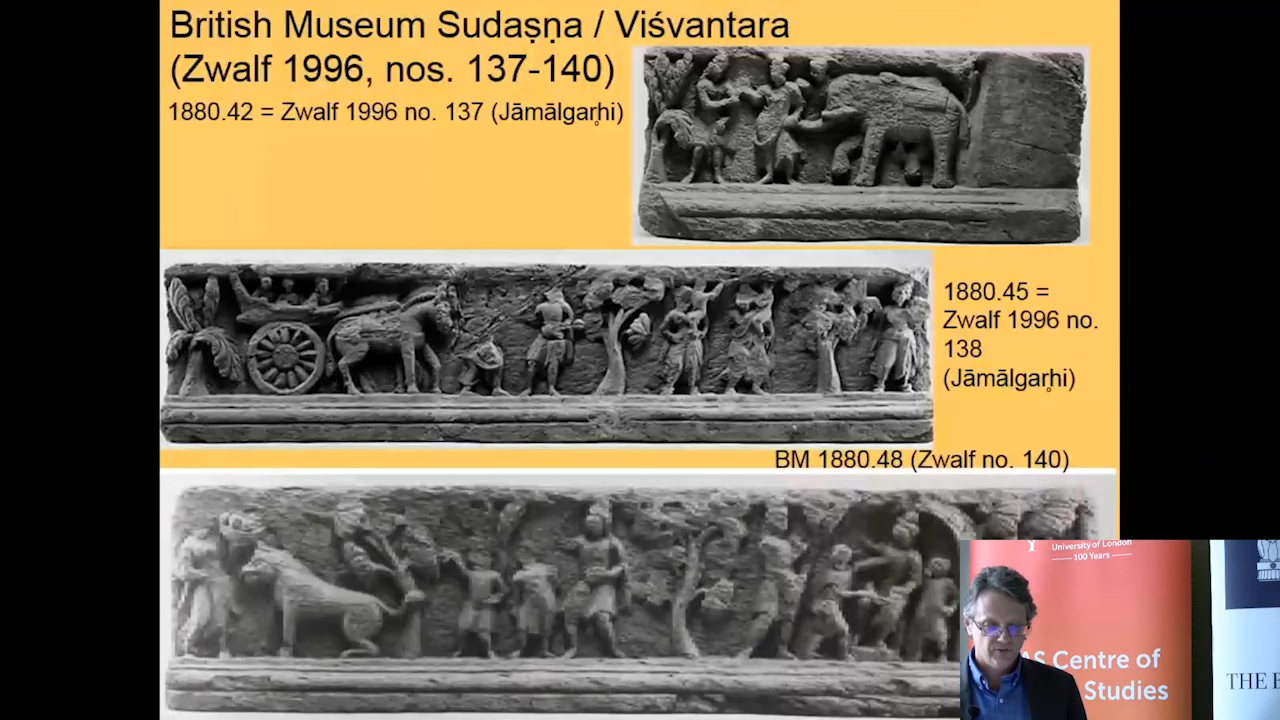 British Museum Sudaṣṇa / Viśvantara
(Zwalf 1996, nos. 137-140)
1880.42 = Zwalf 1996 no. 137 (Jāmālgaṛhi)
1880.45 =
Zwalf 1996 no.
138
(Jāmālgaṛhi)
BM 1880.48 (Zwalf no. 140)
University of London
100 Years
Centre of
Studies
THE